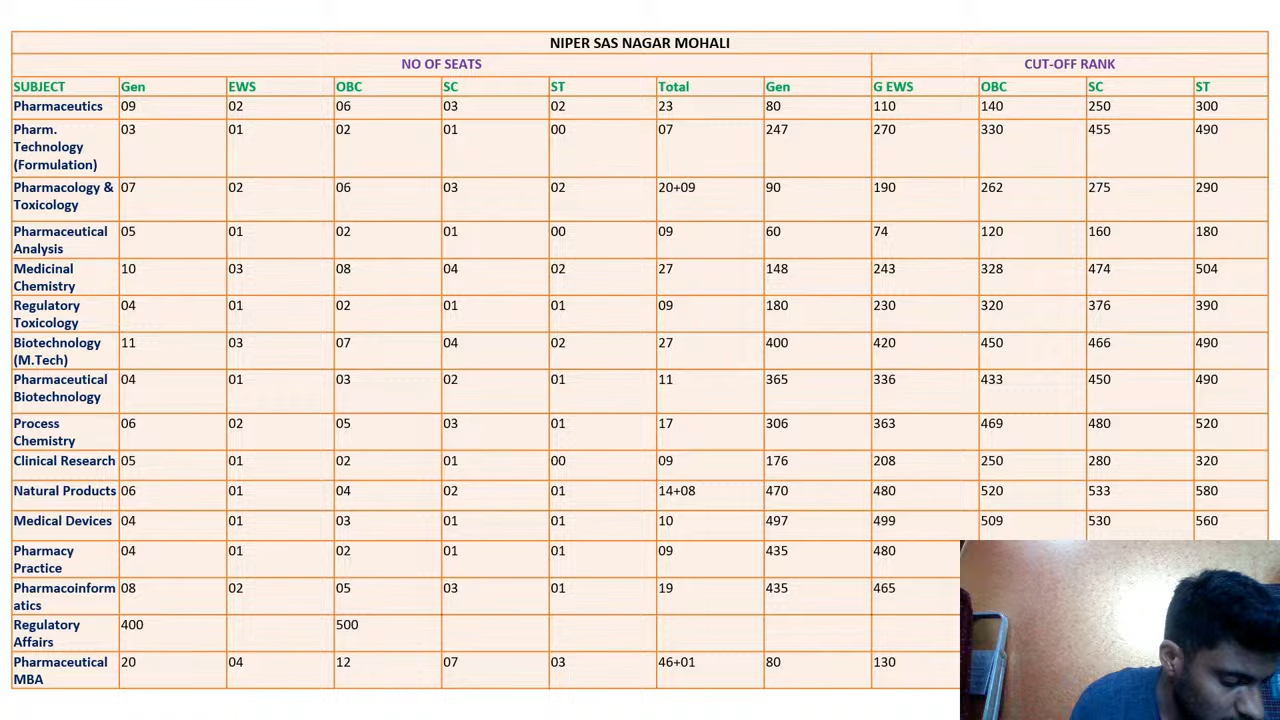 NIPER SAS NAGAR MOHALI
NO OF SEATS CUT-OFF RANK
SUBJECT Gen EWS OBC SC ST Total Gen G EWS OBC SC ST
Pharmaceutics 09 02 06 03 02 23 80 110 140 250 300
Pharm. 03 01 02 01 00 07 247 270 330 455 490
Technology
(Formulation)
Pharmacology & 07 02 06 03 02 20+09 90 190 262 275 290
Toxicology
Pharmaceutical 05 01 02 01 00 09 60 74 120 160 180
Analysis
Medicinal 10 03 08 04 02 27 148 243 328 474 504
Chemistry
Regulatory 04 01 02 01 01 09 180 230 320 376 390
Toxicology
Biotechnology 11 03 07 04 02 27 400 420 450 466 490
(M.Tech)
Pharmaceutical 04 01 03 02 01 11 365 336 433 450 490
Biotechnology
Process 06 02 05 03 01 17 306 363 469 480 520
Chemistry
Clinical Research 05 01 02 01 00 09 176 208 250 280 320
Natural Products 06 01 04 02 01 14+08 470 480 520 533 580
Medical Devices 04 01 03 01 01 10 497 499 509 530 560
Pharmacy 04 01 02 01 01 09 435 480
Practice
Pharmacoinform 08 02 05 03 01 19 435 465
atics
Regulatory 400 500
Affairs
Pharmaceutical 20 04 12 07 03 46+01 80 130
MBA